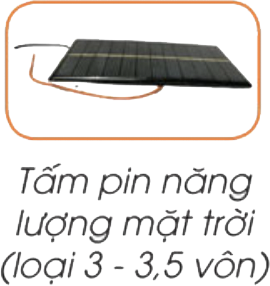 Tấm pin năng
lượng mặt trời
(loại 3 - 3,5 vôn)